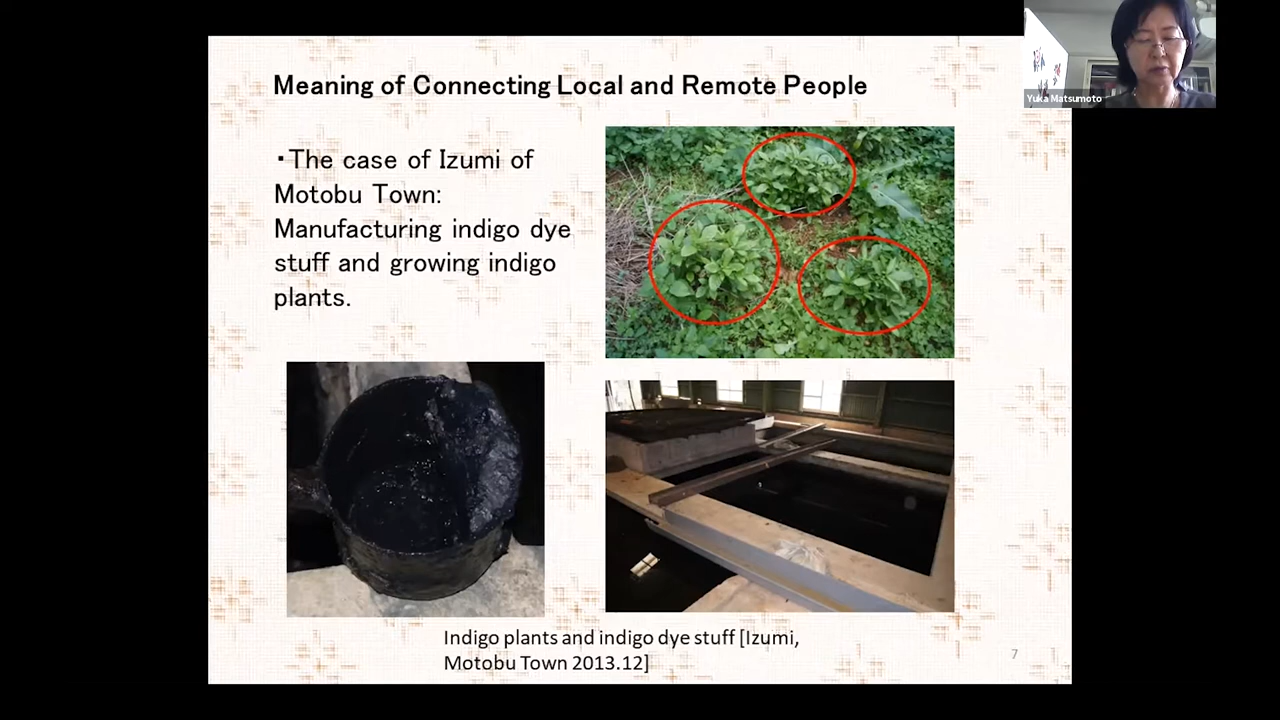 Meaning of Connecting Local and Remote People
・The case of Izumi of
Motobu Town:
Manufacturing indigo dye
stuff and growing indigo
plants.
Indigo plants and indigo dye stuff [Izumi,
Motobu Town 2013.12]
7
Yuka Matsumoto